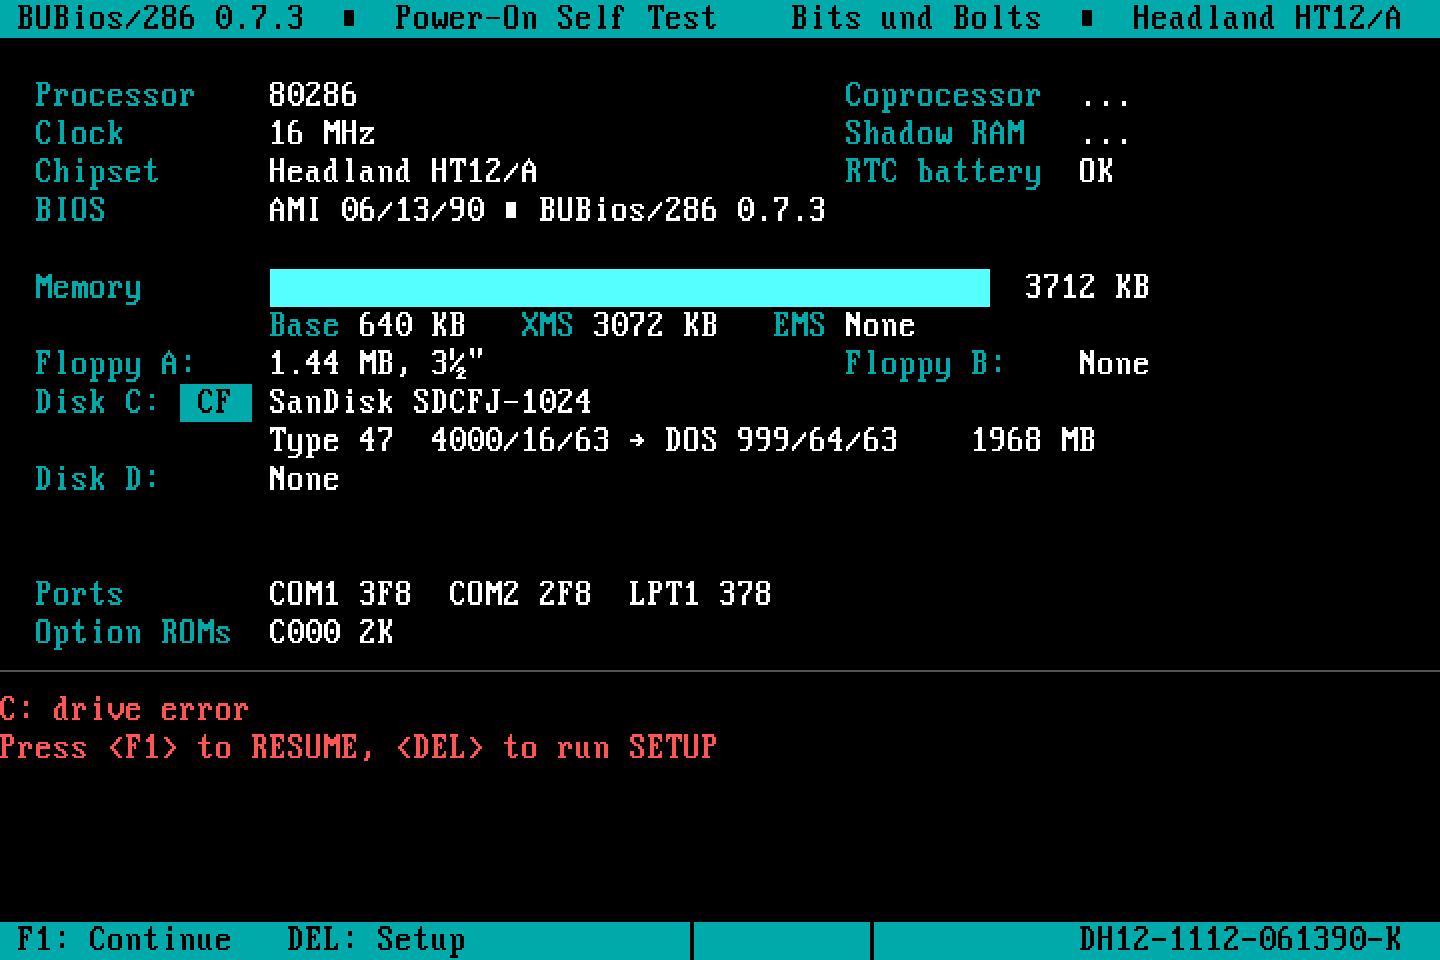 BUBios/286 0.7.3 ■ Power-On Self Test Bits und Bolts ■ Headland HT12/A
Processor 80286 Coprocessor ...
Clock 16 MHz Shadow RAM ...
Chipset Headland HT12/A RTC battery OK
BIOS AMI 06/13/90 ■ BUBios/286 0.7.3
Memory 3712 KB
Base 640 KB XMS 3072 KB EMS None
Floppy A: 1.44 MB, 3½" Floppy B: None
Disk C: CF SanDisk SDCFJ-1024
Type 47 4000/16/63 → DOS 999/64/63 1968 MB
Disk D: None
Ports COM1 3F8 COM2 2F8 LPT1 378
Option ROMs C000 2K
C: drive error
Press <F1> to RESUME, <DEL> to run SETUP
F1: Continue DEL: Setup DH12-1112-061390-K